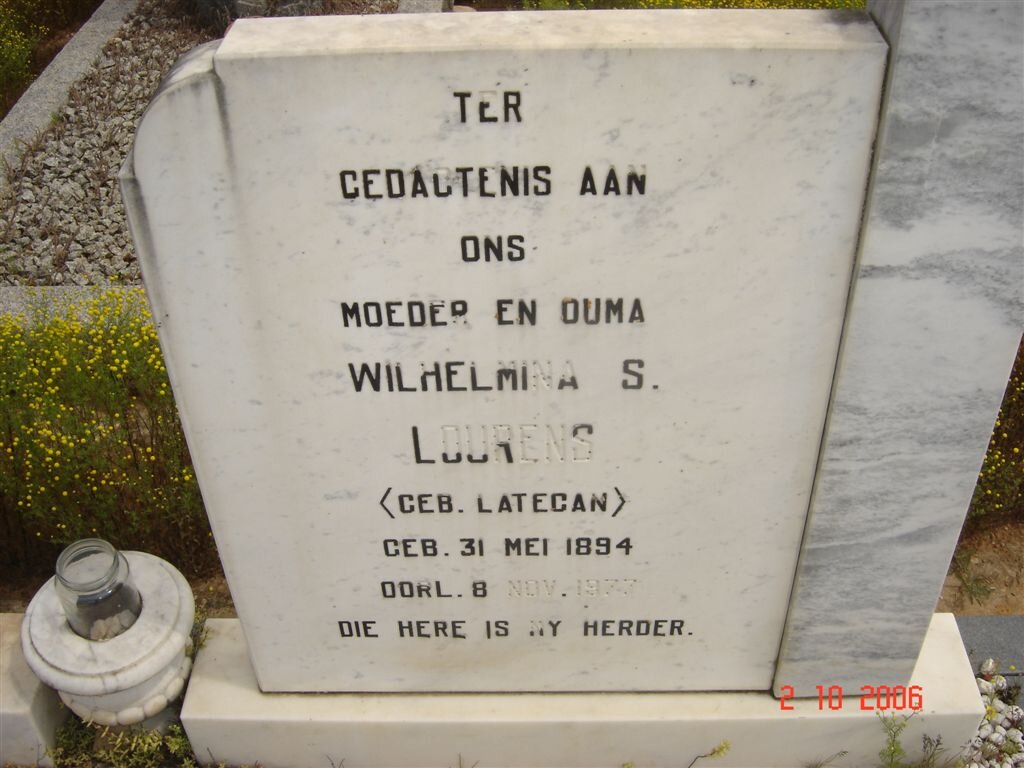 TER
GEDAGTENIS AAN
ONS
MOEDER EN OUMA
WILHELMINA S.
LOURENS
(GEB. LATEGAN)
GEB. 31 MEI 1894
OORL. 8 NOV. 1977
DIE HERE IS MY HERDER.
2 10 2006